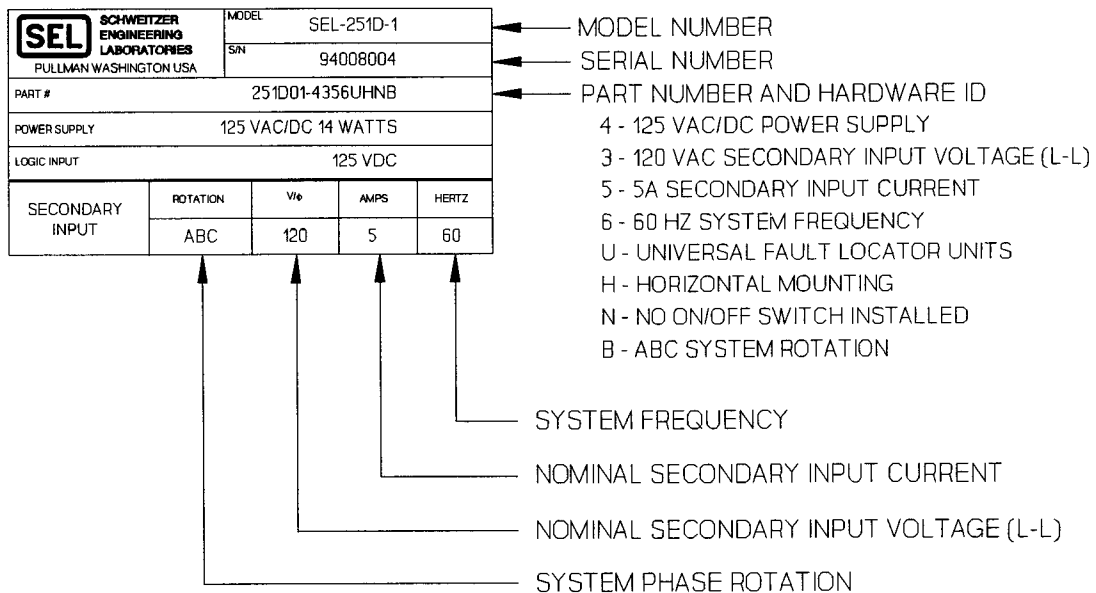 SEL SCHWEITZER
ENGINEERING
LABORATORIES
PULLMAN WASHINGTON USA
MODEL SEL-251D-1
S/N 94008004
PART # 251D01-4356UHNB
POWER SUPPLY 125 VAC/DC 14 WATTS
LOGIC INPUT 125 VDC
SECONDARY
INPUT
ROTATION V/ϕ AMPS HERTZ
ABC 120 5 60
MODEL NUMBER
SERIAL NUMBER
PART NUMBER AND HARDWARE ID
4 - 125 VAC/DC POWER SUPPLY
3 - 120 VAC SECONDARY INPUT VOLTAGE (L-L)
5 - 5A SECONDARY INPUT CURRENT
6 - 60 HZ SYSTEM FREQUENCY
U - UNIVERSAL FAULT LOCATOR UNITS
H - HORIZONTAL MOUNTING
N - NO ON/OFF SWITCH INSTALLED
B - ABC SYSTEM ROTATION
SYSTEM FREQUENCY
NOMINAL SECONDARY INPUT CURRENT
NOMINAL SECONDARY INPUT VOLTAGE (L-L)
SYSTEM PHASE ROTATION